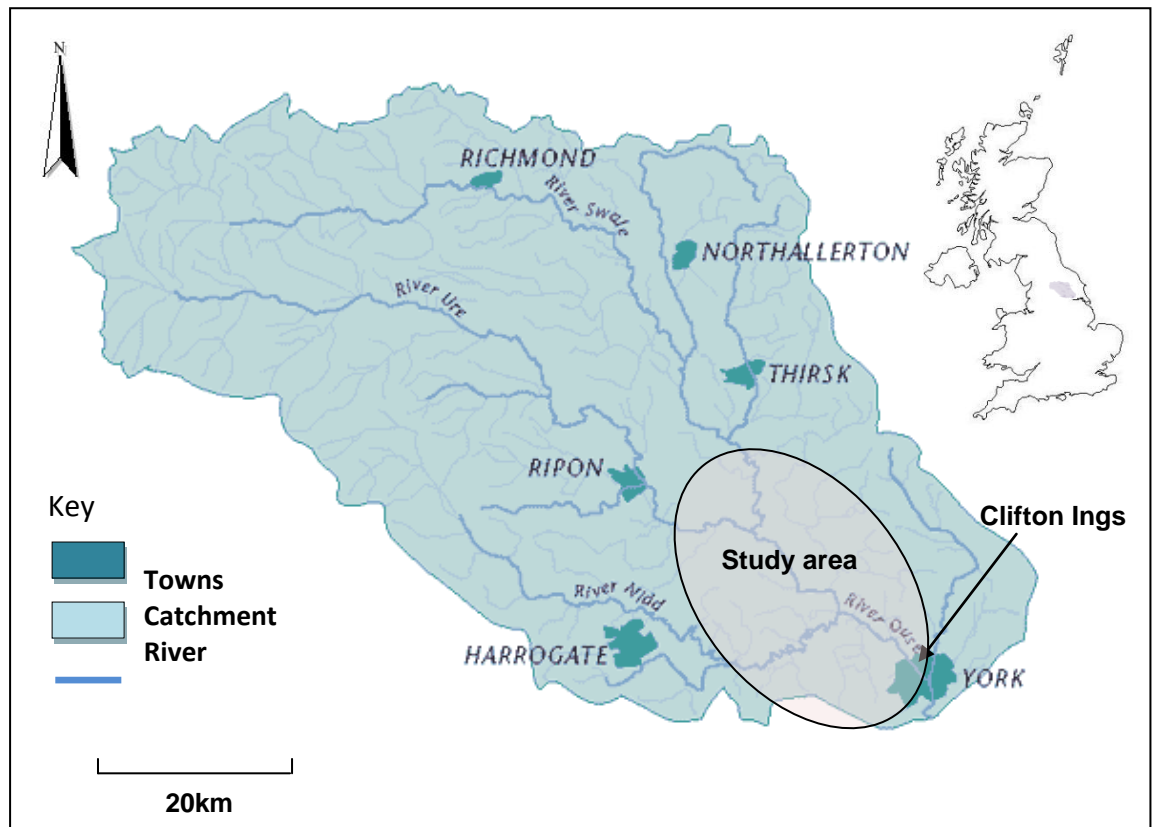 N
RICHMOND
River Swale
NORTHALLERTON
River Ure
THIRSK
RIPON
Clifton Ings
Key
Study area
Towns
River Nidd
Catchment
River Ouse
River
HARROGATE
YORK
20km